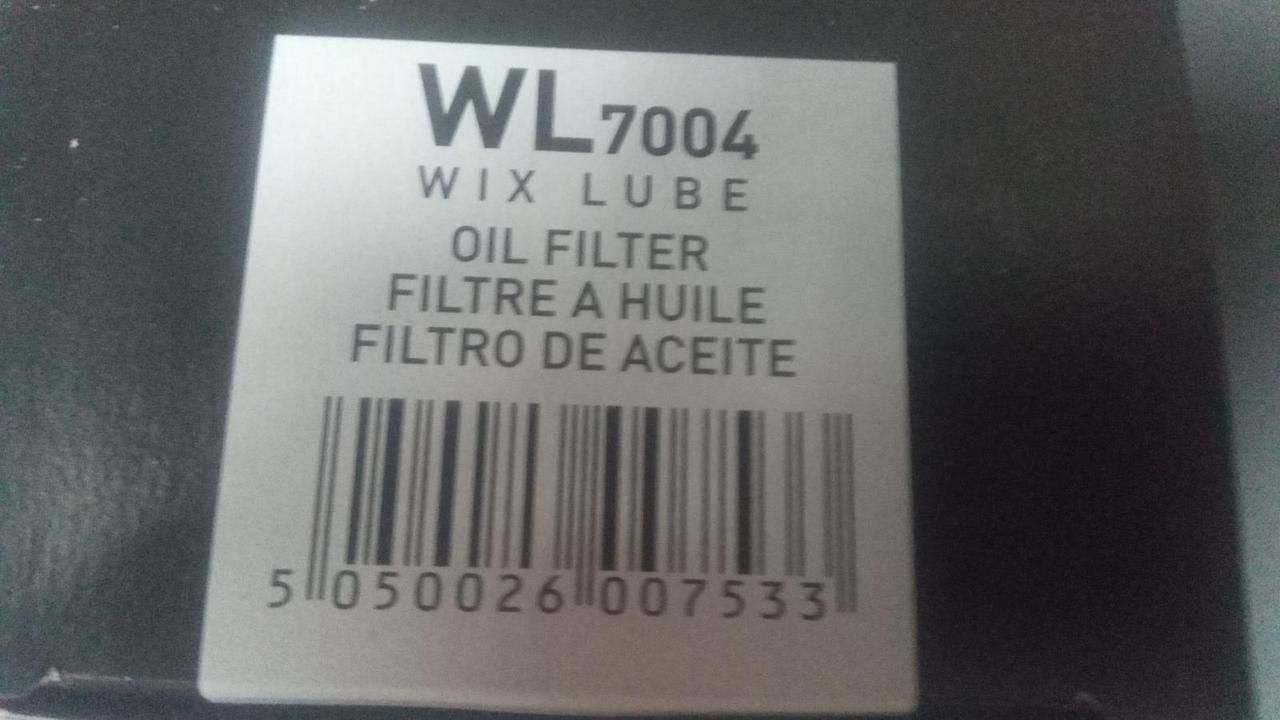 WL7004
WIX LUBE
OIL FILTER
FILTRE A HUILE
FILTRO DE ACEITE
5 050026 007533